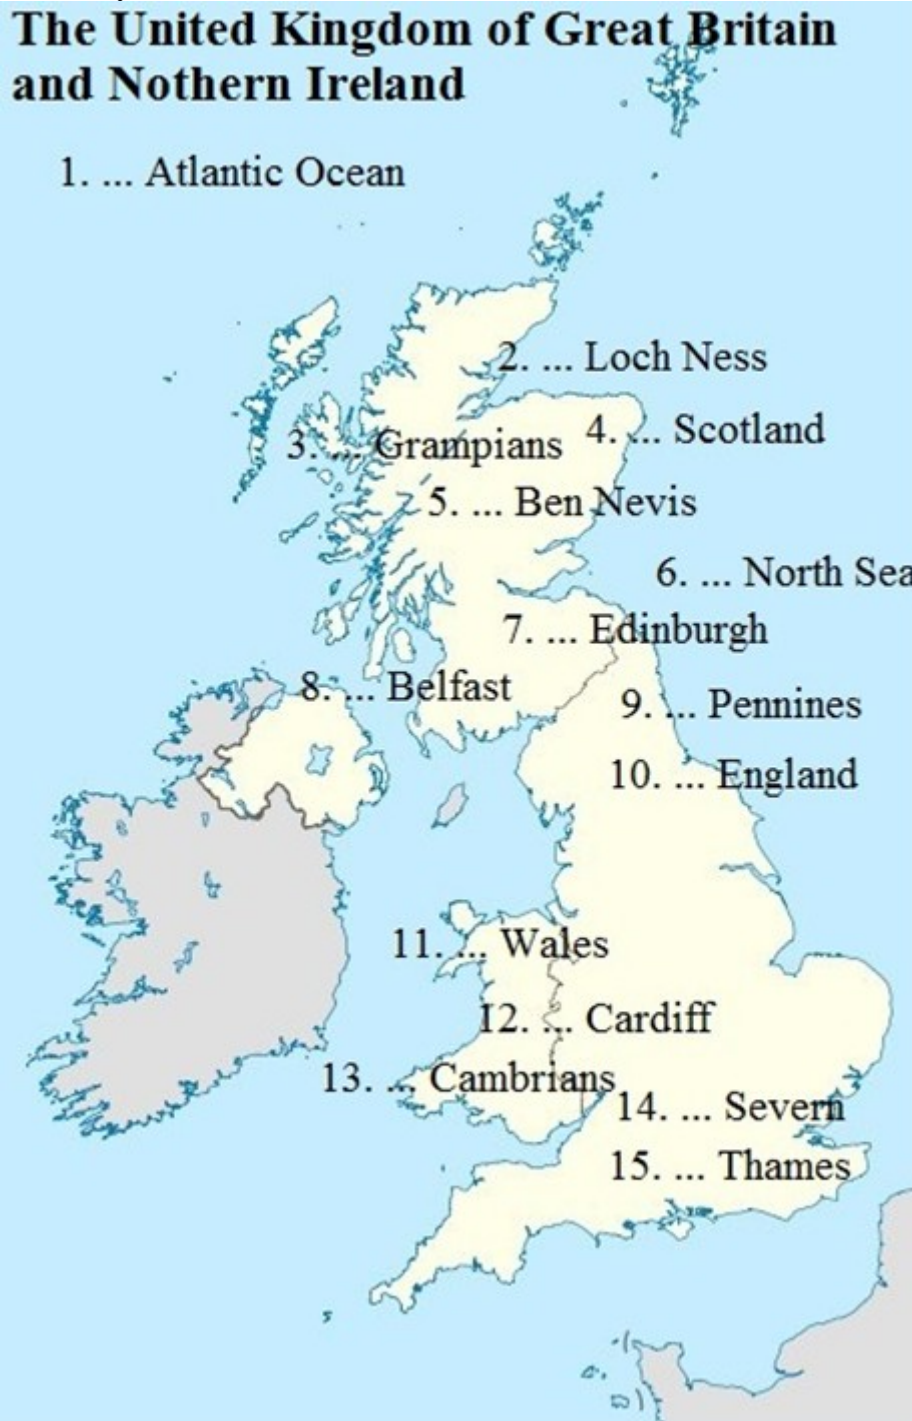 The United Kingdom of Great Britain
and Nothern Ireland
1. ... Atlantic Ocean
2. ... Loch Ness
3. ... Grampians
4. ... Scotland
5. ... Ben Nevis
6. ... North Sea
7. ... Edinburgh
8. ... Belfast
9. ... Pennines
10. ... England
11. ... Wales
12. ... Cardiff
13. ... Cambrians
14. ... Severn
15. ... Thames